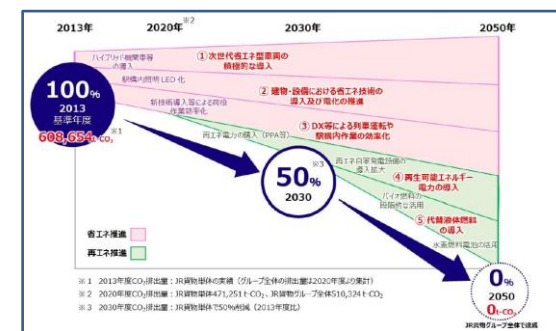 2013年
2020年※2
2030年
2050年
ハイブリッド機関車等
の導入
①次世代省エネ型車両の
積極的な導入
駅構内照明 LED 化
②建物・設備における省エネ技術の
導入及び電化の推進
100%
2013
基準年度
608,654t-CO₂
※1
新技術導入等による荷役
作業効率化
③DX等による列車運転や
駅構内作業の効率化
再エネ電力の購入（PPA等）
※3
再エネ自家発電設備の
導入拡大
50%
2030
④再生可能エネルギー
電力の導入
バイオ燃料の
段階的な活用
⑤代替液体燃料
の導入
水素燃料電池の活用
省エネ推進
再エネ推進
0%
2050
0t-CO₂
JR貨物グループ全体で達成
※1　2013年度CO₂排出量：JR貨物単体の実績（グループ全体の排出量は2020年度より集計）
※2　2020年度CO₂排出量：JR貨物単体471,251 t-CO₂、JR貨物グループ全体510,324 t-CO₂
※3　2030年度CO₂排出量：JR貨物単体で50%削減（2013年度比）